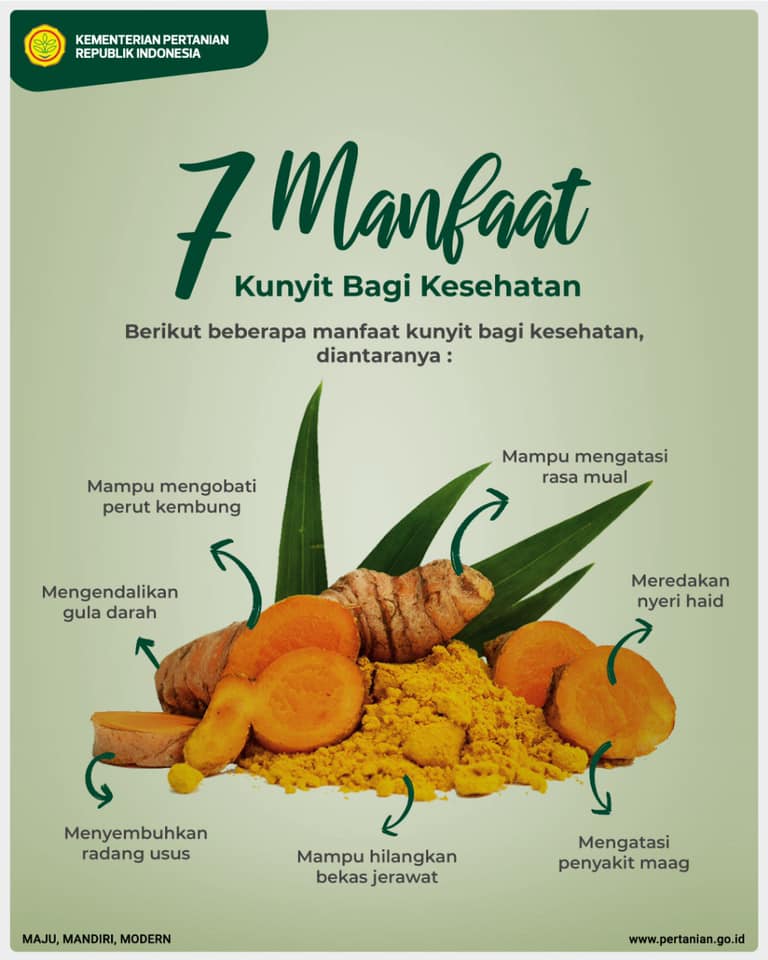 KEMENTERIAN PERTANIAN
REPUBLIK INDONESIA
7 Manfaat
Kunyit Bagi Kesehatan
Berikut beberapa manfaat kunyit bagi kesehatan,
diantaranya :
Mampu mengatasi
rasa mual
Mampu mengobati
perut kembung
Meredakan
nyeri haid
Mengendalikan
gula darah
Menyembuhkan
radang usus
Mampu hilangkan
bekas jerawat
Mengatasi
penyakit maag
MAJU, MANDIRI, MODERN
www.pertanian.go.id